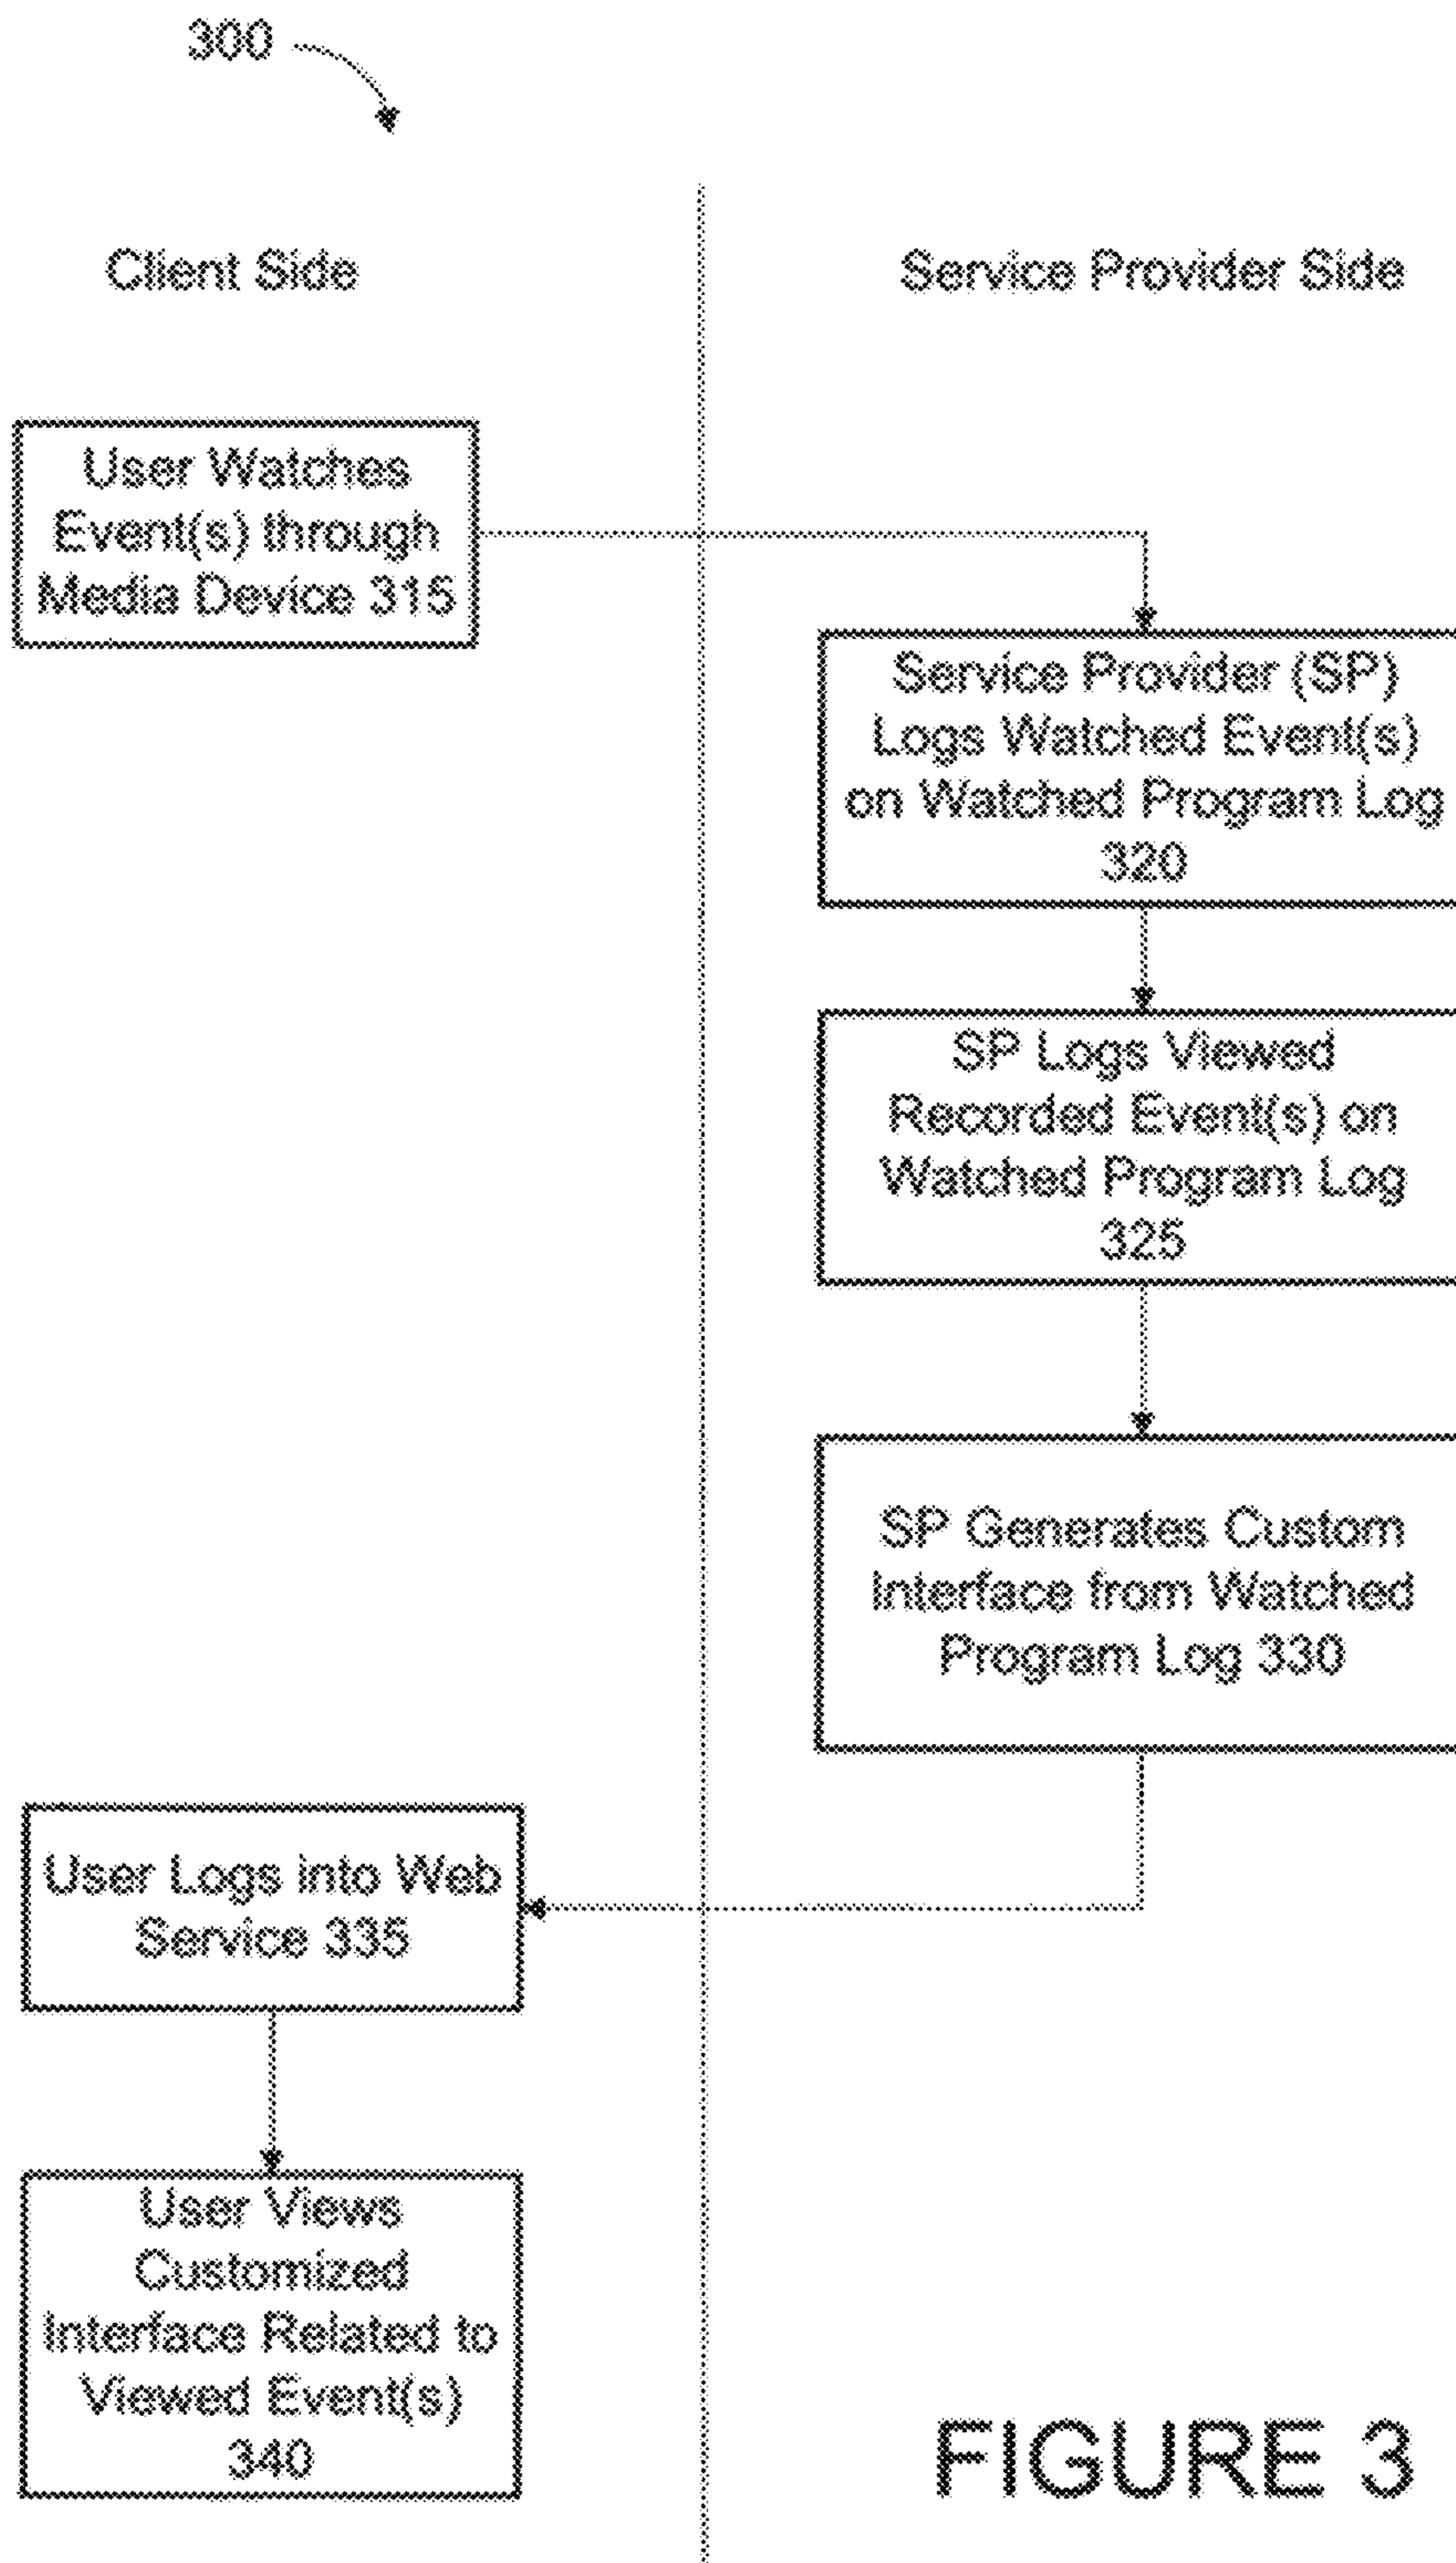 300
Client Side
Service Provider Side
User Watches
Event(s) through
Media Device 315
Service Provider (SP)
Logs Watched Event(s)
on Watched Program Log
320
SP Logs Viewed
Recorded Event(s) on
Watched Program Log
325
SP Generates Custom
Interface from Watched
Program Log 330
User Logs into Web
Service 335
User Views
Customized
Interface Related to
Viewed Event(s)
340
FIGURE 3